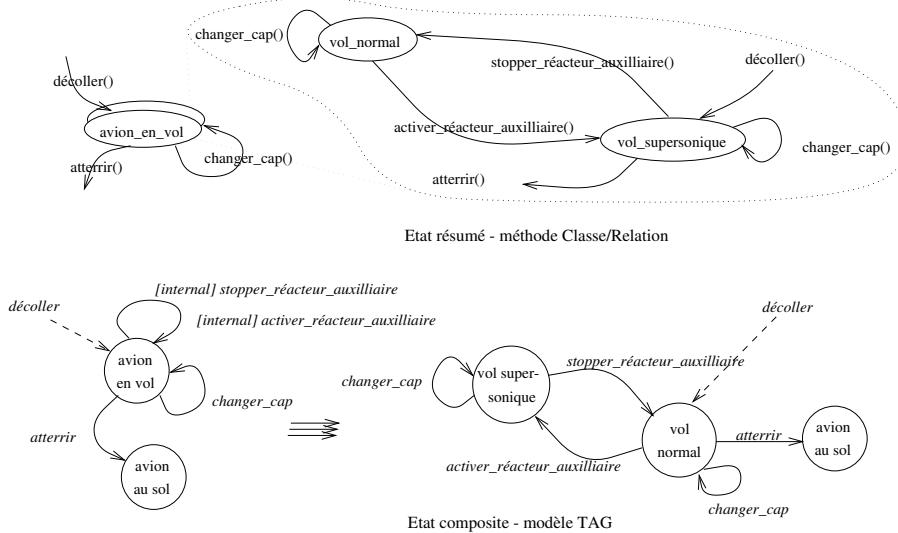 changer_cap()
vol_normal
stopper_réacteur_auxilliaire()
décoller()
décoller()
avion_en_vol
activer_réacteur_auxilliaire()
vol_supersonique
changer_cap()
changer_cap()
atterrir()
atterrir()
Etat résumé - méthode Classe/Relation
[internal] stopper_réacteur_auxilliaire
décoller
[internal] activer_réacteur_auxilliaire
décoller
avion
en vol
changer_cap
atterrir
avion
au sol
changer_cap
vol super-
sonique
stopper_réacteur_auxilliaire
vol
normal
atterrir
avion
au sol
activer_réacteur_auxilliaire
changer_cap
Etat composite - modèle TAG